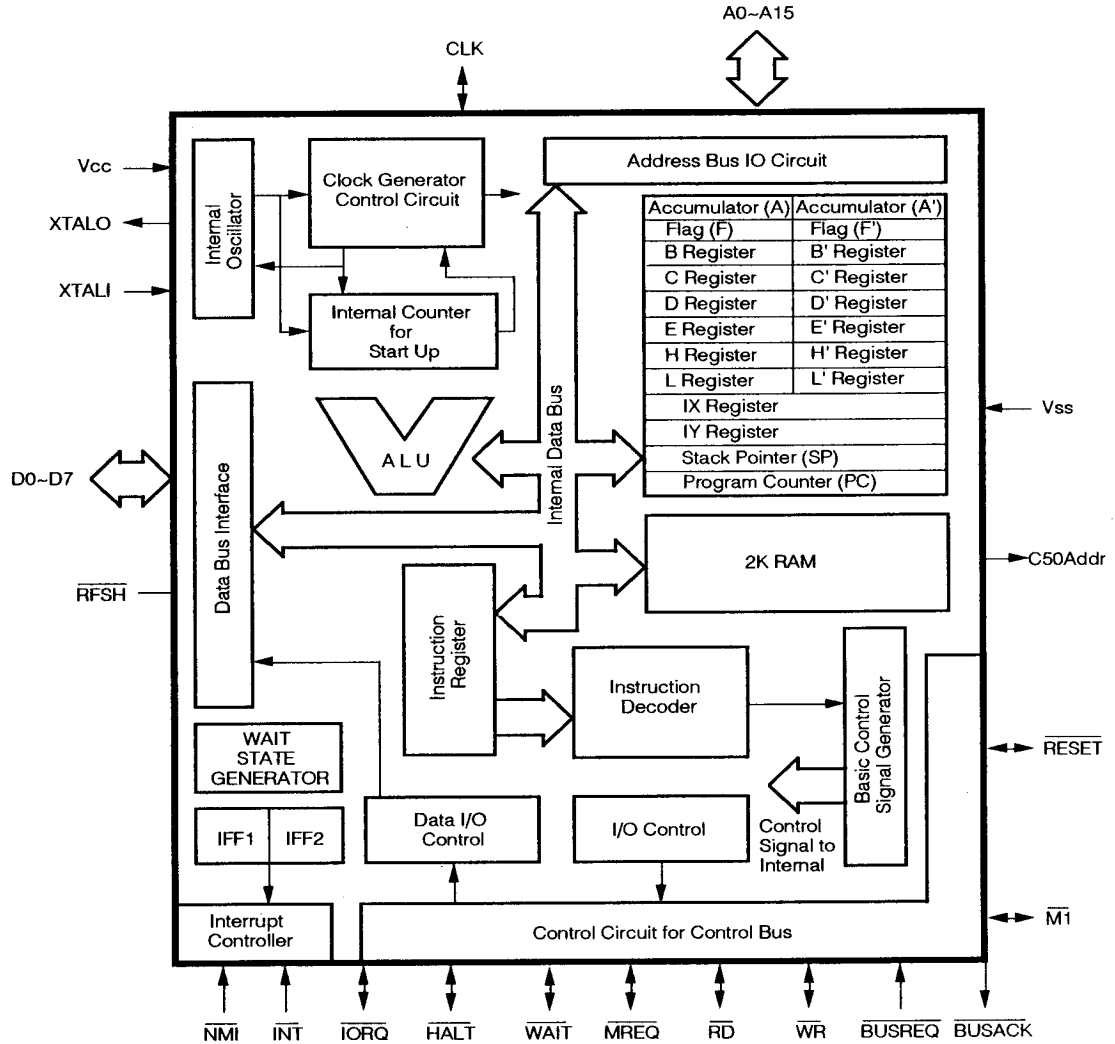 A0~A15
CLK
Vcc
XTALO
XTALI
Internal
Oscillator
Clock Generator
Control Circuit
Internal Counter
for
Start Up
Address Bus IO Circuit
Accumulator (A) Accumulator (A')
Flag (F) Flag (F')
B Register B' Register
C Register C' Register
D Register D' Register
E Register E' Register
H Register H' Register
L Register L' Register
IX Register
IY Register
Stack Pointer (SP)
Program Counter (PC)
Vss
ALU
Internal Data Bus
D0~D7
Data Bus Interface
RFSH
2K RAM
C50Addr
Instruction
Register
Instruction
Decoder
Basic Control
Signal Generator
RESET
WAIT
STATE
GENERATOR
IFF1 IFF2
Data I/O
Control
I/O Control
Control
Signal to
Internal
Interrupt
Controller
Control Circuit for Control Bus
M1
NMI INT IORQ HALT WAIT MREQ RD WR BUSREQ BUSACK